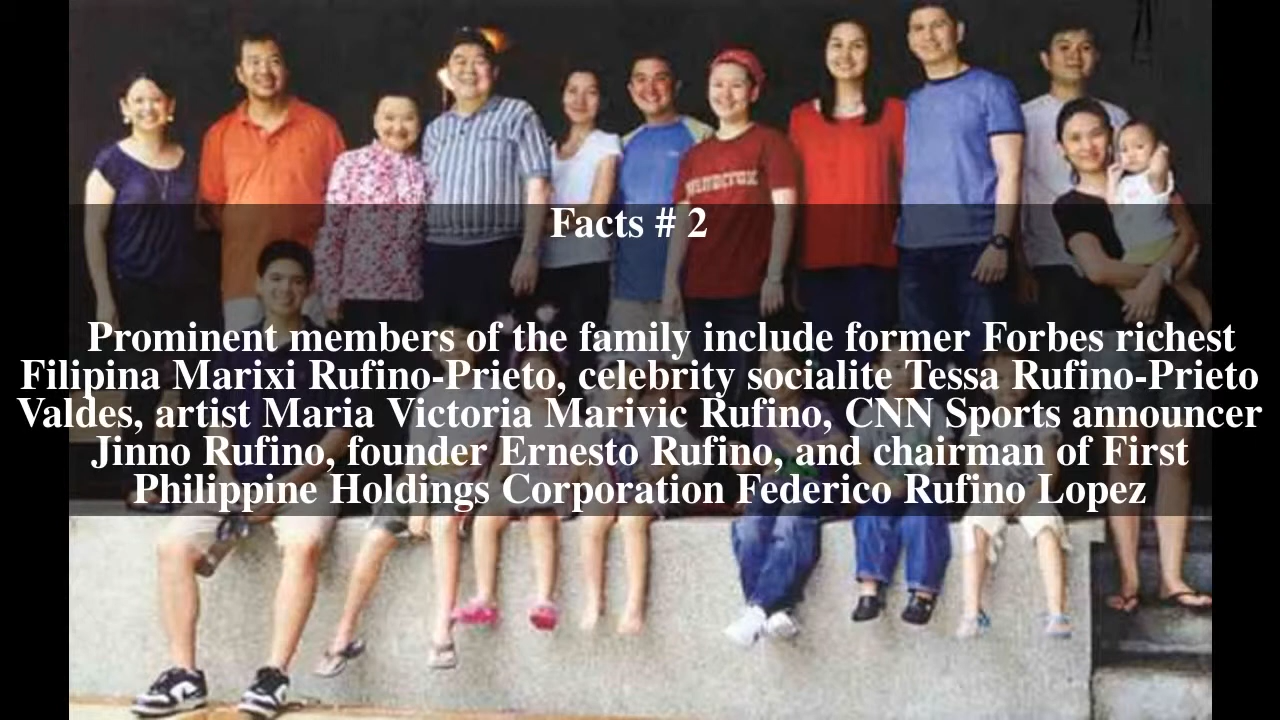 Facts # 2
Prominent members of the family include former Forbes richest
Filipina Marixi Rufino-Prieto, celebrity socialite Tessa Rufino-Prieto
Valdes, artist Maria Victoria Marivic Rufino, CNN Sports announcer
Jinno Rufino, founder Ernesto Rufino, and chairman of First
Philippine Holdings Corporation Federico Rufino Lopez